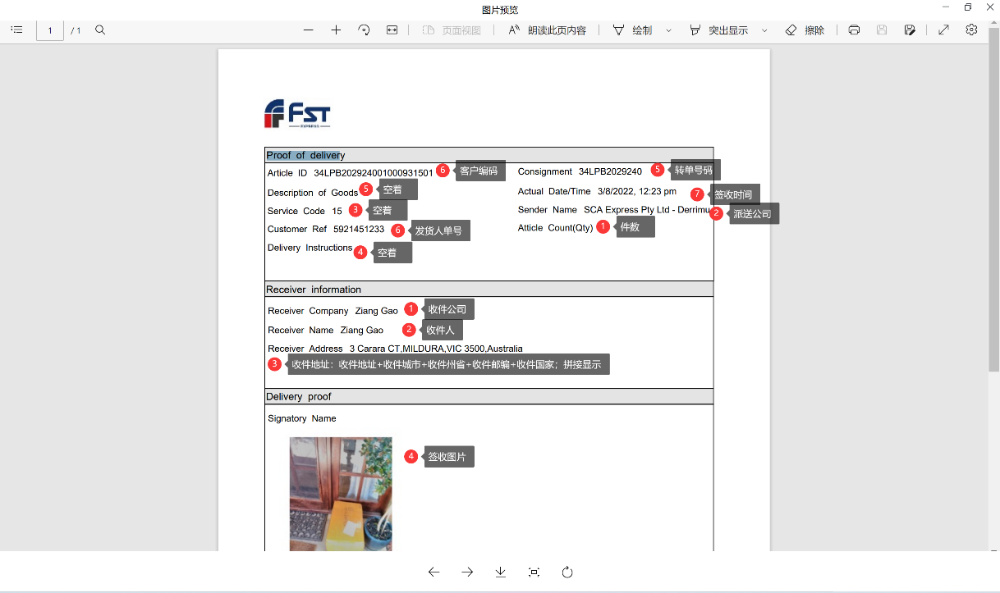 图片预览
1 / 1 页面视图 朗读此页内容 绘制 突出显示 擦除
FST
EXPRESS
Proof of delivery
Article ID 34LPB202924001000931501 6 客户编码 Consignment 34LPB2029240 5 转单号码
Description of Goods 5 空着 Actual Date/Time 3/8/2022, 12:23 pm 7 签收时间
Service Code 15 3 空着 Sender Name SCA Express Pty Ltd - Derrimu 2 派送公司
Customer Ref 5921451233 6 发货人单号 Atticle Count(Qty) 1 件数
Delivery Instructions 4 空着
Receiver information
Receiver Company Ziang Gao 1 收件公司
Receiver Name Ziang Gao 2 收件人
Receiver Address 3 Carara CT,MILDURA,VIC 3500,Australia
3 收件地址：收件地址+收件城市+收件州省+收件邮编+收件国家；拼接显示
Delivery proof
Signatory Name
4 签收图片